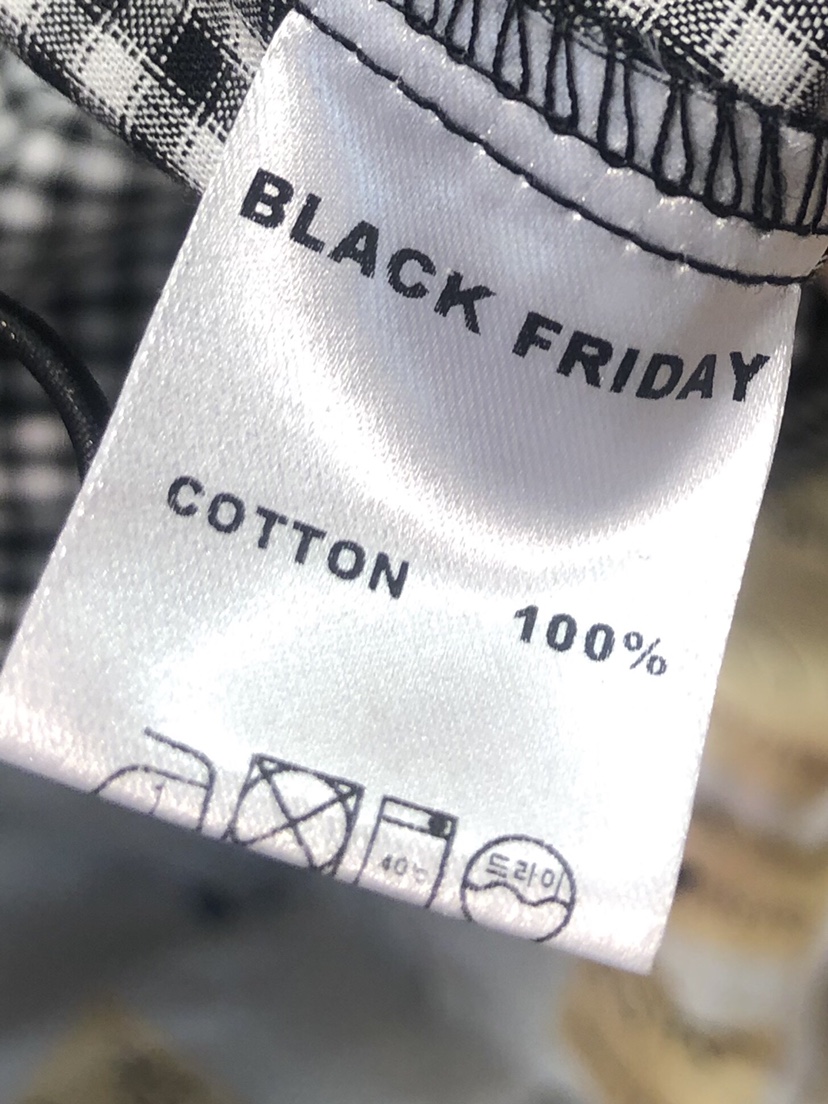 BLACK FRIDAY
COTTON 100%
40℃
드라이